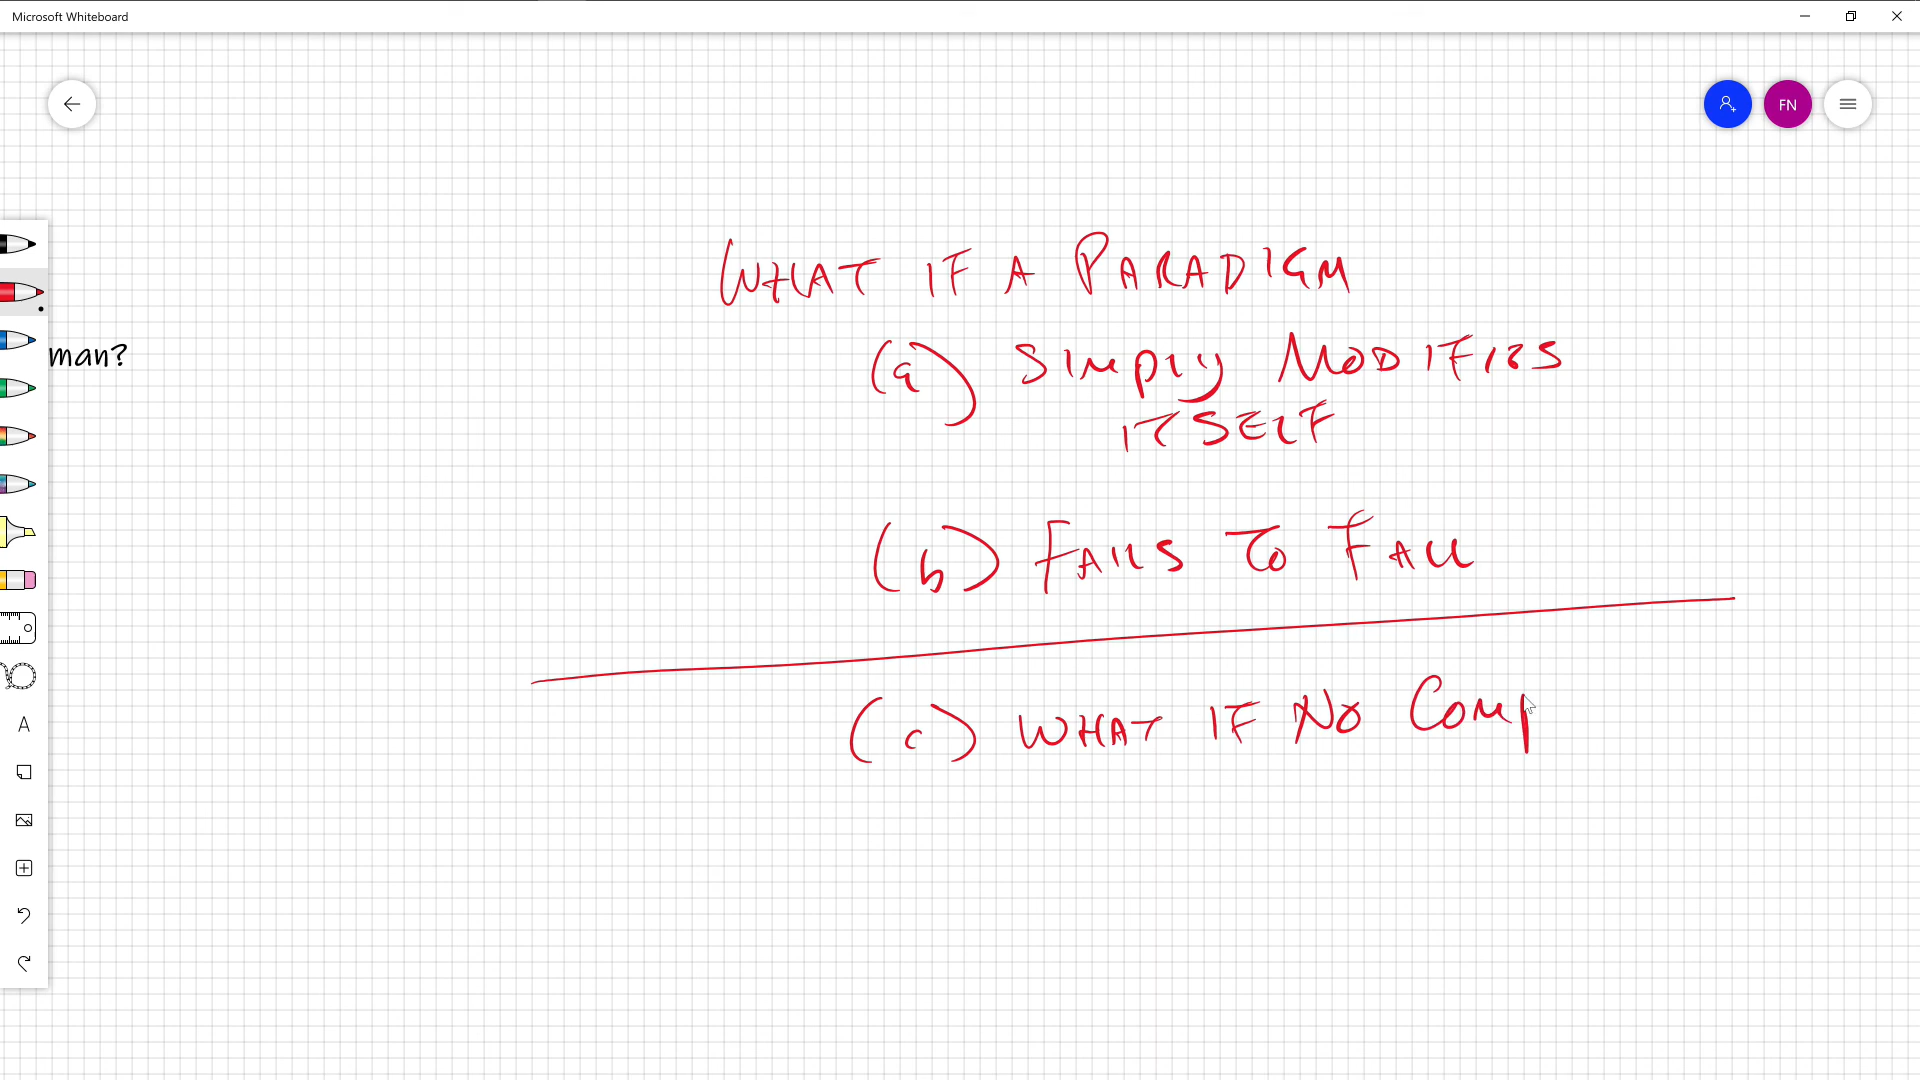 Microsoft Whiteboard
FN
WHAT IF A PARADIGM
man?
(a) SIMPLY MODIFIES
ITSELF
(b) FAILS TO FALL
(c) WHAT IF NO COMP
A